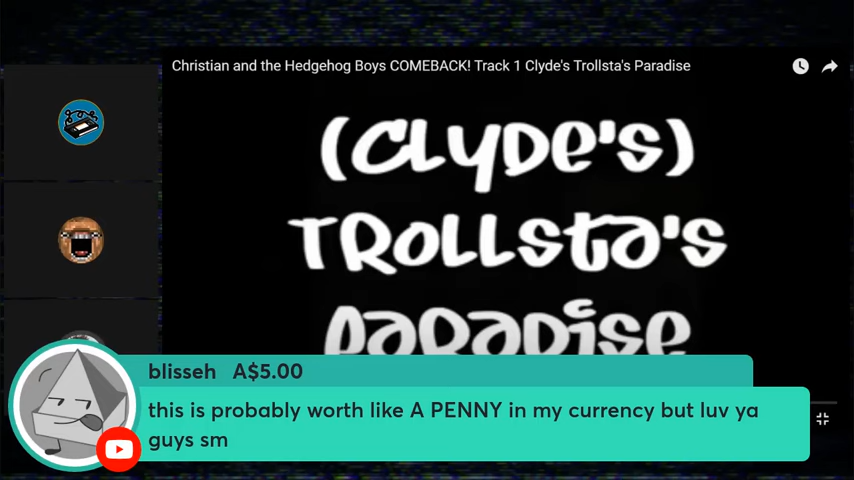 Christian and the Hedgehog Boys COMEBACK! Track 1 Clyde's Trollsta's Paradise
(Clyde's)
Trollsta's
Paradise
blisseh A$5.00
this is probably worth like A PENNY in my currency but luv ya
guys sm